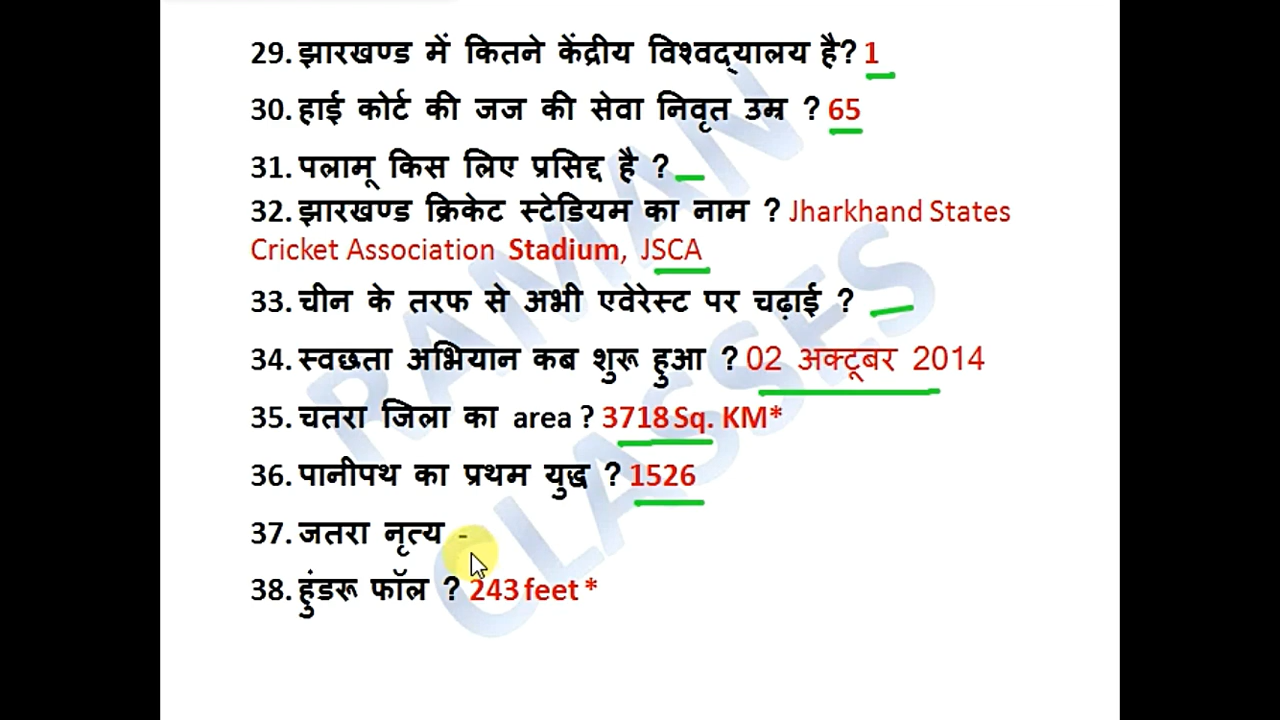 29. झारखण्ड में कितने केंद्रीय विश्वद्यालय है? 1
30. हाई कोर्ट की जज की सेवा निवृत उम्र ? 65
31. पलामू किस लिए प्रसिद्द है ?
32. झारखण्ड क्रिकेट स्टेडियम का नाम ? Jharkhand States
Cricket Association Stadium, JSCA
33. चीन के तरफ से अभी एवेरेस्ट पर चढ़ाई ?
34. स्वछता अभियान कब शुरू हुआ ? 02 अक्टूबर 2014
35. चतरा जिला का area ? 3718 Sq. KM*
36. पानीपथ का प्रथम युद्ध ? 1526
37. जतरा नृत्य -
38. हुंडरू फॉल ? 243 feet *
RAMAN
CLASSES